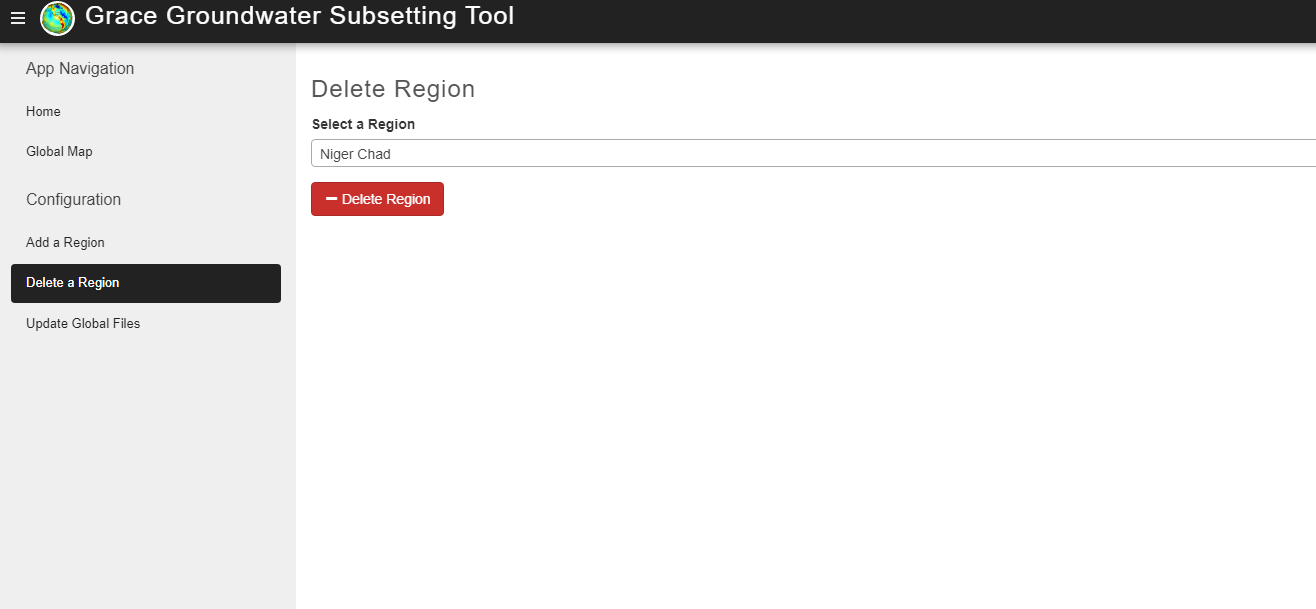 Grace Groundwater Subsetting Tool
App Navigation
Home
Global Map
Configuration
Add a Region
Delete a Region
Update Global Files
Delete Region
Select a Region
Niger Chad
Delete Region